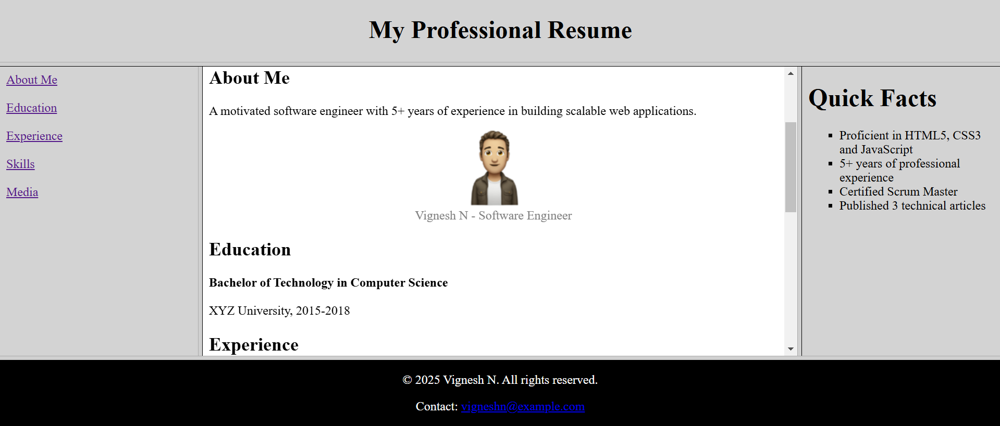 My Professional Resume
About Me
Education
Experience
Skills
Media
About Me
A motivated software engineer with 5+ years of experience in building scalable web applications.
Vignesh N - Software Engineer
Education
Bachelor of Technology in Computer Science
XYZ University, 2015-2018
Experience
Quick Facts
Proficient in HTML5, CSS3
and JavaScript
5+ years of professional
experience
Certified Scrum Master
Published 3 technical articles
© 2025 Vignesh N. All rights reserved.
Contact: vigneshn@example.com